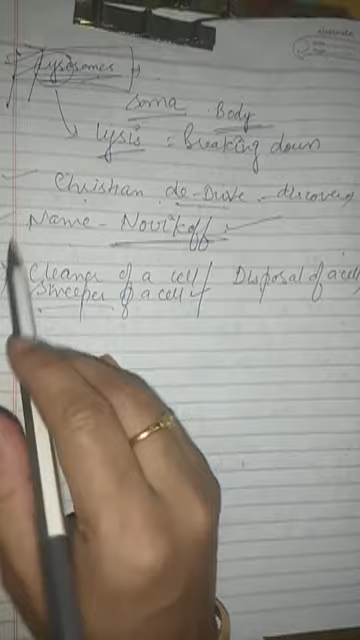 Lysosomes
Soma Body
Lysis = Breaking down
Christian de-Duve - discovery
Name - Novikoff
Cleaner of a cell / Disposal of a cell
Sweeper of a cell